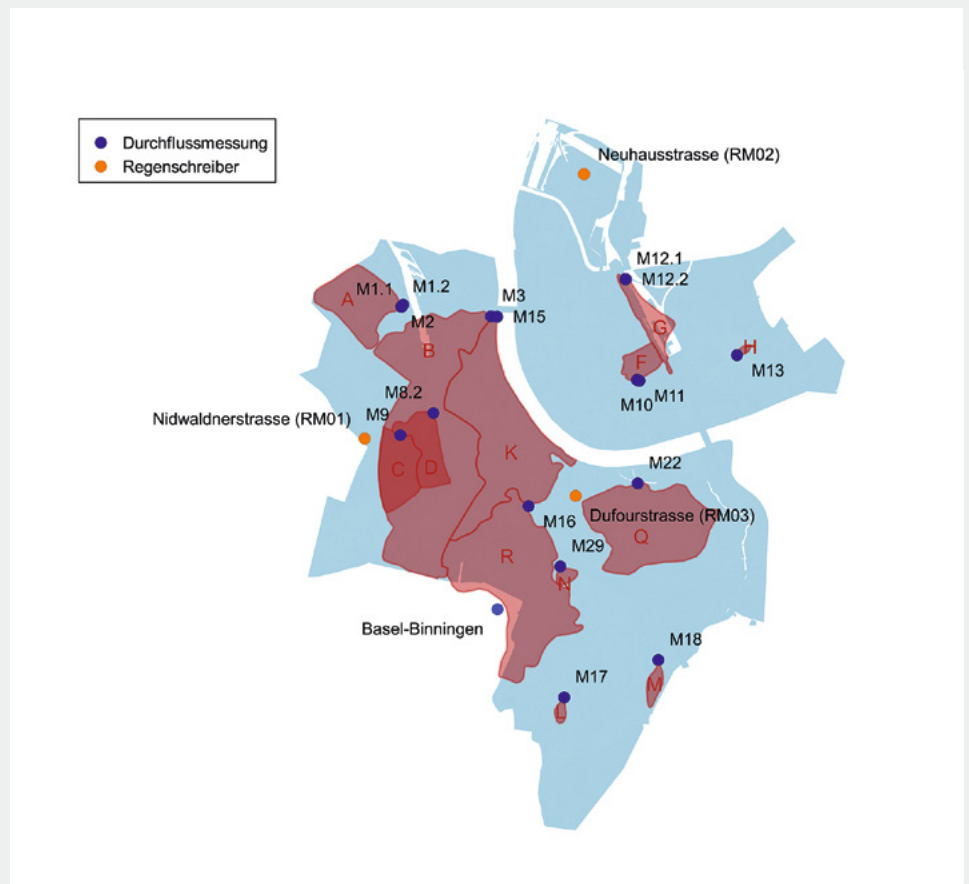 Durchflussmessung
Regenschreiber
Neuhausstrasse (RM02)
M12.1
M12.2
M1.1
M1.2
A
M2
M3
M15
G
B
F
H
M13
M10
M11
M8.2
M9
Nidwaldnerstrasse (RM01)
K
C
D
M22
M16
Dufourstrasse (RM03)
Q
M29
R
N
Basel-Binningen
M18
M17
M
L